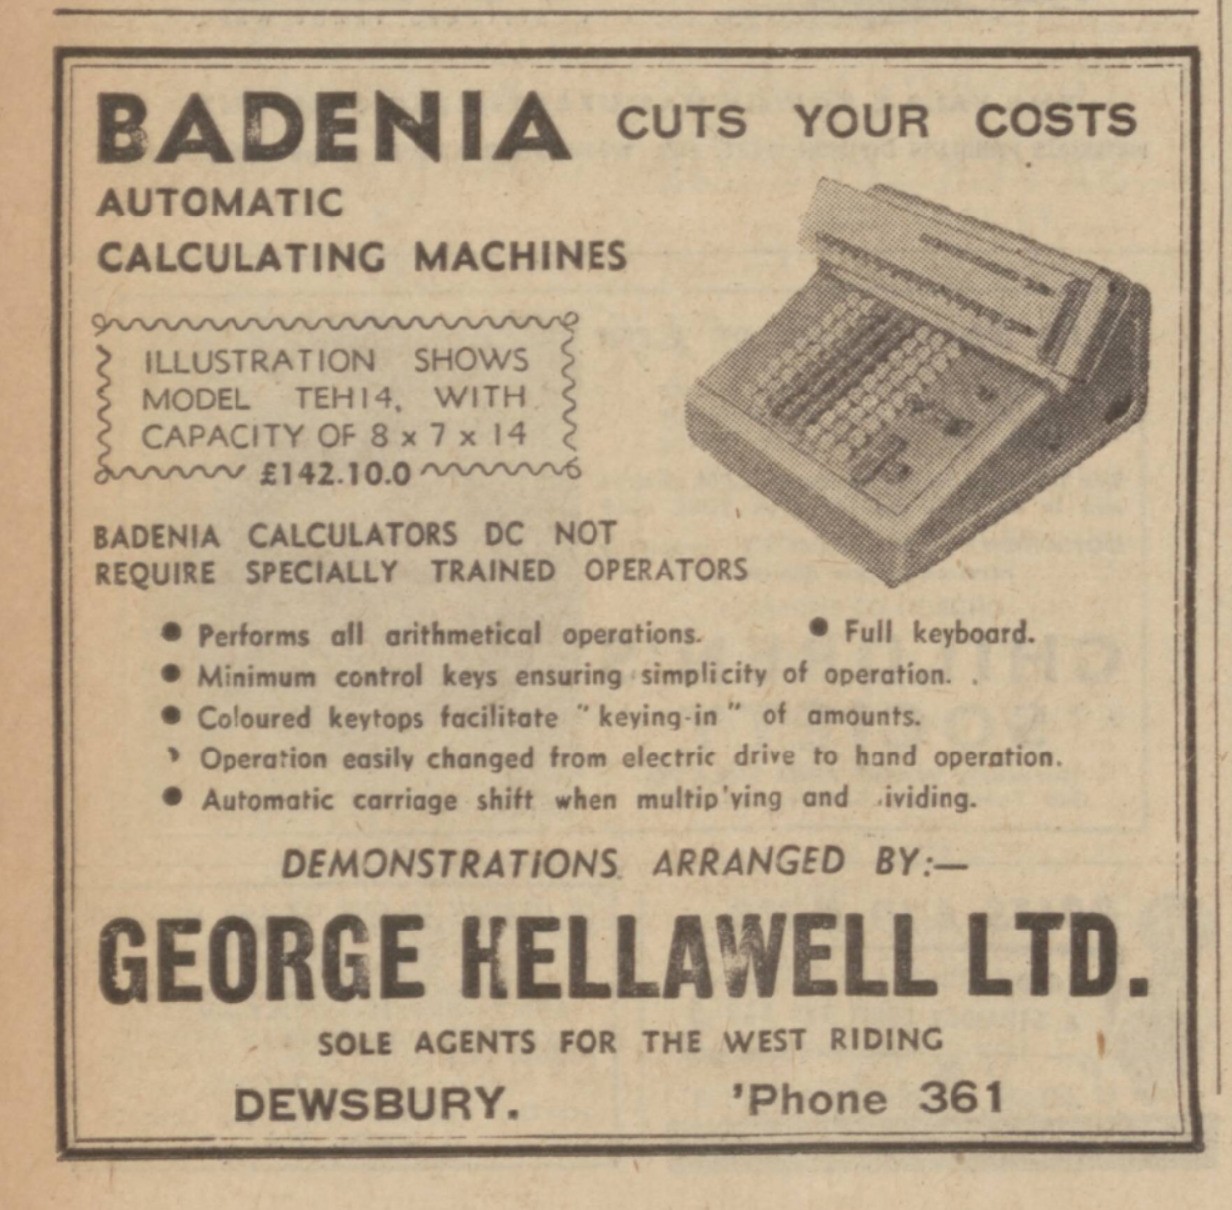 BADENIA CUTS YOUR COSTS
AUTOMATIC
CALCULATING MACHINES
ILLUSTRATION SHOWS
MODEL TEH14, WITH
CAPACITY OF 8 x 7 x 14
£142.10.0
BADENIA CALCULATORS DC NOT
REQUIRE SPECIALLY TRAINED OPERATORS
• Performs all arithmetical operations. • Full keyboard.
• Minimum control keys ensuring simplicity of operation.
• Coloured keytops facilitate "keying-in" of amounts.
Operation easily changed from electric drive to hand operation.
• Automatic carriage shift when multip'ying and .ividing.
DEMONSTRATIONS ARRANGED BY:—
GEORGE HELLAWELL LTD.
SOLE AGENTS FOR THE WEST RIDING
DEWSBURY. 'Phone 361